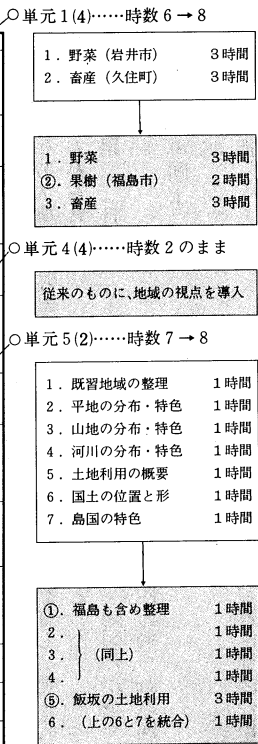 ○単元1(4)……時数6→8
1．野菜（岩井市） 3時間
2．畜産（久住町） 3時間
1．野菜 3時間
②．果樹（福島市） 2時間
3．畜産 3時間
○単元4(4)……時数2のまま
従来のものに、地域の視点を導入
○単元5(2)……時数7→8
1．既習地域の整理 1時間
2．平地の分布・特色 1時間
3．山地の分布・特色 1時間
4．河川の分布・特色 1時間
5．土地利用の概要 1時間
6．国土の位置と形 1時間
7．島国の特色 1時間
①．福島も含め整理 1時間
2． 1時間
3． （同上） 1時間
4． 1時間
⑤．飯坂の土地利用 3時間
6．（上の6と7を統合） 1時間